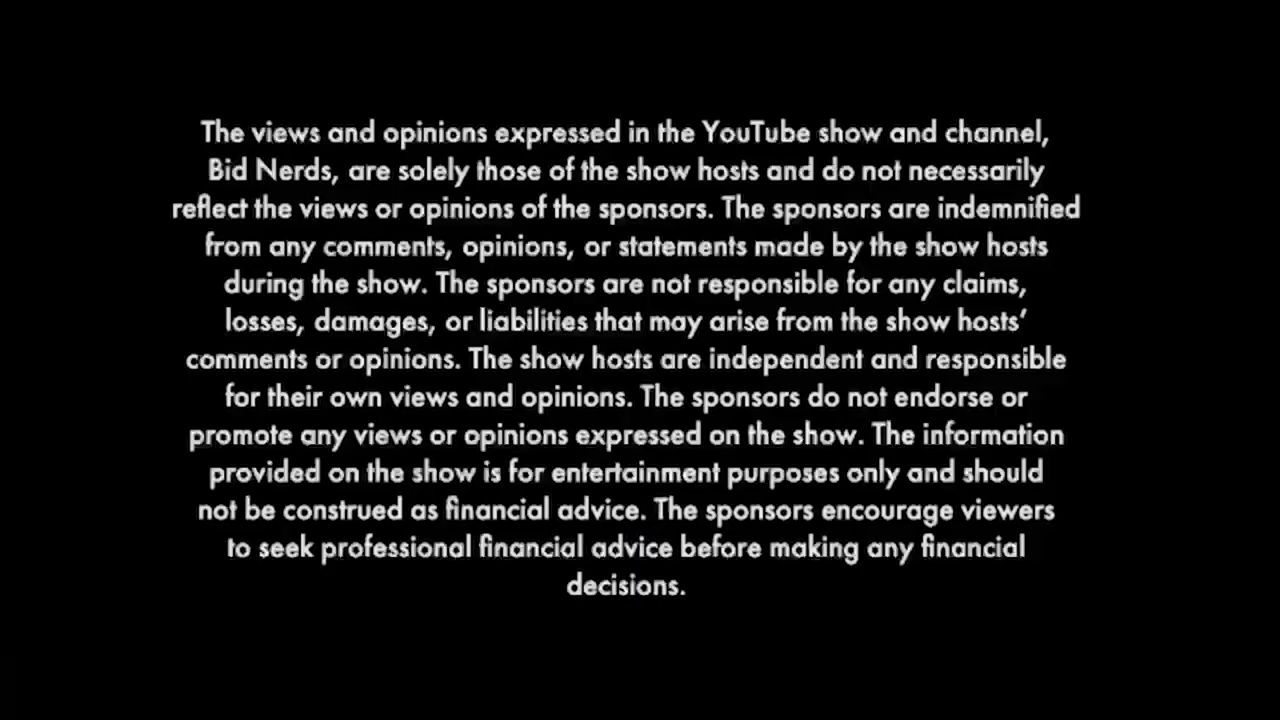 The views and opinions expressed in the YouTube show and channel,
Bid Nerds, are solely those of the show hosts and do not necessarily
reflect the views or opinions of the sponsors. The sponsors are indemnified
from any comments, opinions, or statements made by the show hosts
during the show. The sponsors are not responsible for any claims,
losses, damages, or liabilities that may arise from the show hosts’
comments or opinions. The show hosts are independent and responsible
for their own views and opinions. The sponsors do not endorse or
promote any views or opinions expressed on the show. The information
provided on the show is for entertainment purposes only and should
not be construed as financial advice. The sponsors encourage viewers
to seek professional financial advice before making any financial
decisions.